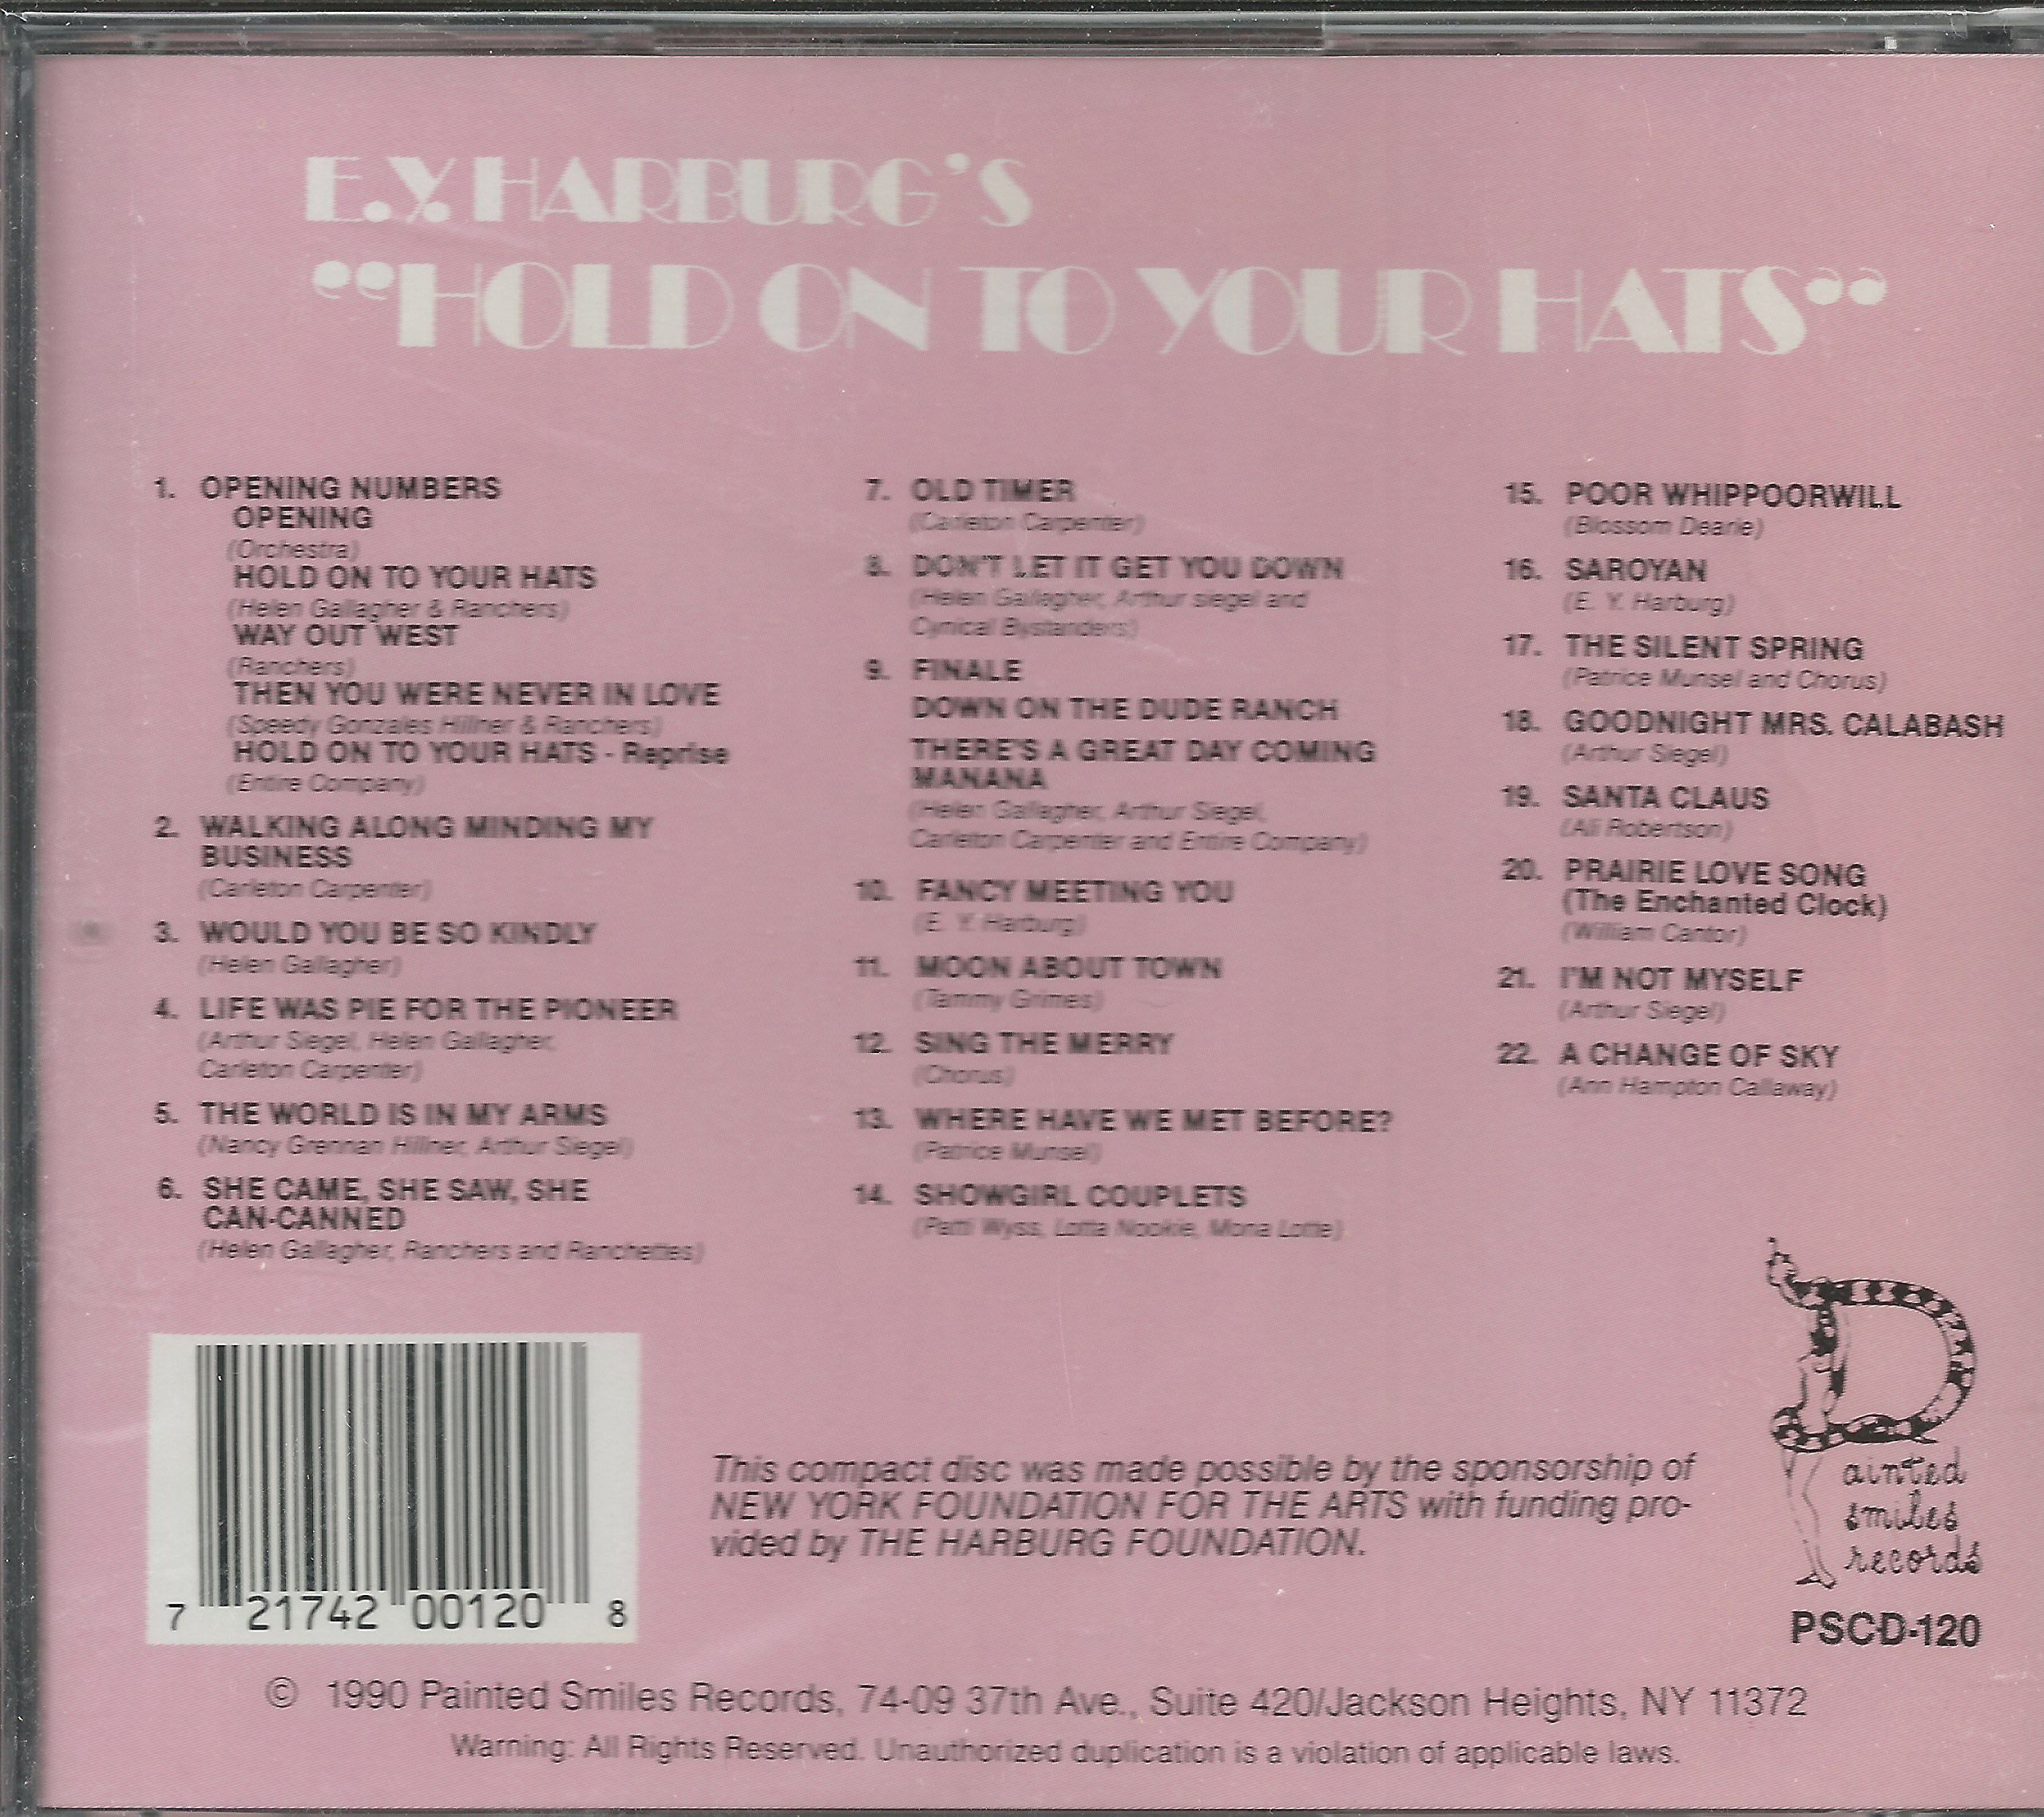 E.Y. HARBURG'S
"HOLD ON TO YOUR HATS"
1. OPENING NUMBERS
OPENING
(Orchestra)
HOLD ON TO YOUR HATS
(Helen Gallagher & Ranchers)
WAY OUT WEST
(Ranchers)
THEN YOU WERE NEVER IN LOVE
(Speedy Gonzales Hillner & Ranchers)
HOLD ON TO YOUR HATS - Reprise
(Entire Company)
2. WALKING ALONG MINDING MY
BUSINESS
(Carleton Carpenter)
3. WOULD YOU BE SO KINDLY
(Helen Gallagher)
4. LIFE WAS PIE FOR THE PIONEER
(Arthur Siegel, Helen Gallagher,
Carleton Carpenter)
5. THE WORLD IS IN MY ARMS
(Nancy Grennan Hillner, Arthur Siegel)
6. SHE CAME, SHE SAW, SHE
CAN-CANNED
(Helen Gallagher, Ranchers and Ranchettes)
7. OLD TIMER
(Carleton Carpenter)
8. DON'T LET IT GET YOU DOWN
(Helen Gallagher, Arthur siegel and
Cynical Bystanders)
9. FINALE
DOWN ON THE DUDE RANCH
THERE'S A GREAT DAY COMING
MANANA
(Helen Gallagher, Arthur Siegel,
Carleton Carpenter and Entire Company)
10. FANCY MEETING YOU
(E. Y. Harburg)
11. MOON ABOUT TOWN
(Tammy Grimes)
12. SING THE MERRY
(Chorus)
13. WHERE HAVE WE MET BEFORE?
(Patrice Munsel)
14. SHOWGIRL COUPLETS
(Patti Wyss, Lotta Nookie, Mona Lotte)
15. POOR WHIPPOORWILL
(Blossom Dearie)
16. SAROYAN
(E. Y. Harburg)
17. THE SILENT SPRING
(Patrice Munsel and Chorus)
18. GOODNIGHT MRS. CALABASH
(Arthur Siegel)
19. SANTA CLAUS
(Ali Robertson)
20. PRAIRIE LOVE SONG
(The Enchanted Clock)
(William Cantor)
21. I'M NOT MYSELF
(Arthur Siegel)
22. A CHANGE OF SKY
(Ann Hampton Callaway)
This compact disc was made possible by the sponsorship of
NEW YORK FOUNDATION FOR THE ARTS with funding pro-
vided by THE HARBURG FOUNDATION.
Painted
smiles
records
PSCD-120
7 21742 00120 8
© 1990 Painted Smiles Records, 74-09 37th Ave., Suite 420/Jackson Heights, NY 11372
Warning: All Rights Reserved. Unauthorized duplication is a violation of applicable laws.